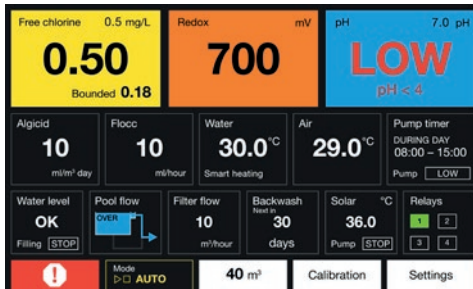 Free chlorine 0.5 mg/L
0.50
Bounded 0.18
Redox mV
700
pH 7.0 pH
LOW
pH < 4
Algicid
10
ml/m³ day
Flocc
10
ml/hour
Water
30.0°C
Smart heating
Air
29.0°C
Pump timer
DURING DAY
08:00 – 15:00
Pump LOW
Water level
OK
Filling STOP
Pool flow
OVER
Filter flow
10
m³/hour
Backwash
Next in
30
days
Solar °C
36.0
Pump STOP
Relays
1 2
3 4
!
Mode
AUTO
40 m³
Calibration
Settings